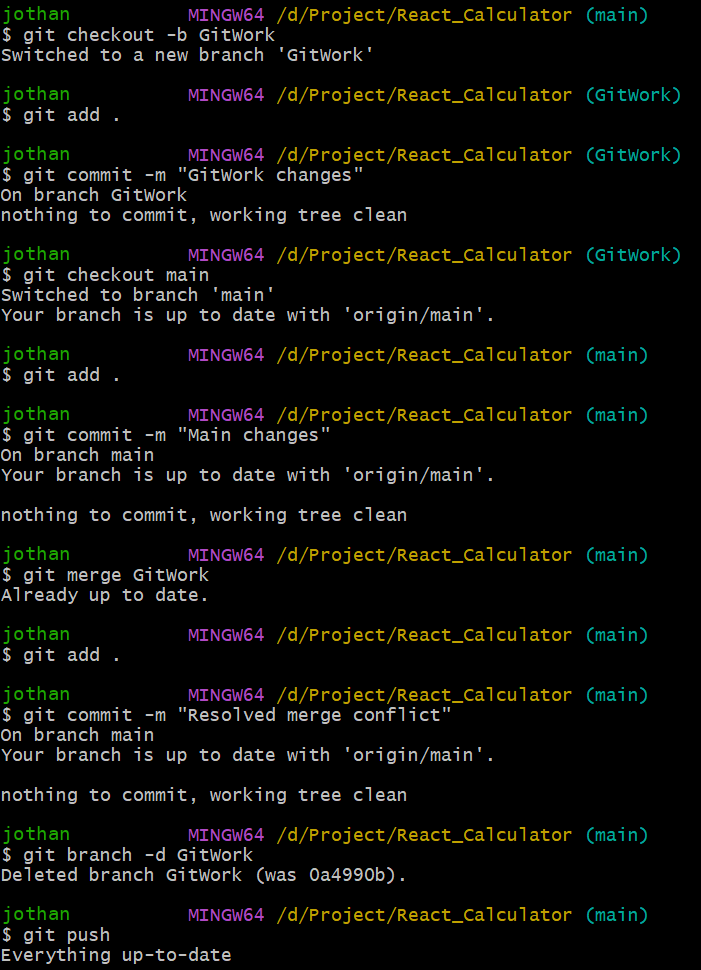 jothan MINGW64 /d/Project/React_Calculator (main)
$ git checkout -b GitWork
Switched to a new branch 'GitWork'
jothan MINGW64 /d/Project/React_Calculator (GitWork)
$ git add .
jothan MINGW64 /d/Project/React_Calculator (GitWork)
$ git commit -m "GitWork changes"
On branch GitWork
nothing to commit, working tree clean
jothan MINGW64 /d/Project/React_Calculator (GitWork)
$ git checkout main
Switched to branch 'main'
Your branch is up to date with 'origin/main'.
jothan MINGW64 /d/Project/React_Calculator (main)
$ git add .
jothan MINGW64 /d/Project/React_Calculator (main)
$ git commit -m "Main changes"
On branch main
Your branch is up to date with 'origin/main'.
nothing to commit, working tree clean
jothan MINGW64 /d/Project/React_Calculator (main)
$ git merge GitWork
Already up to date.
jothan MINGW64 /d/Project/React_Calculator (main)
$ git add .
jothan MINGW64 /d/Project/React_Calculator (main)
$ git commit -m "Resolved merge conflict"
On branch main
Your branch is up to date with 'origin/main'.
nothing to commit, working tree clean
jothan MINGW64 /d/Project/React_Calculator (main)
$ git branch -d GitWork
Deleted branch GitWork (was 0a4990b).
jothan MINGW64 /d/Project/React_Calculator (main)
$ git push
Everything up-to-date